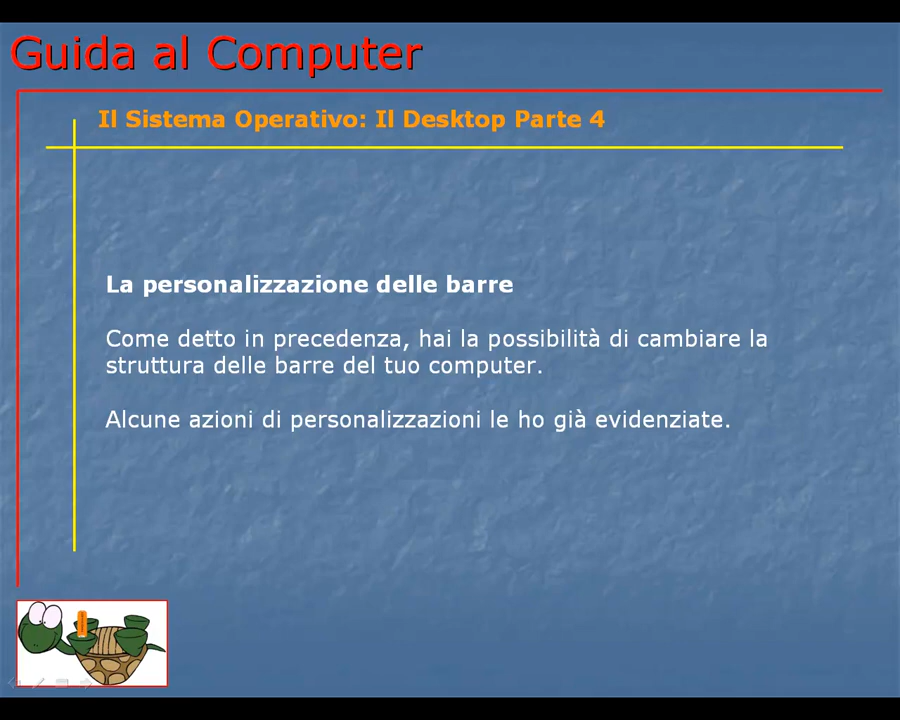 Guida al Computer
Il Sistema Operativo: Il Desktop Parte 4
La personalizzazione delle barre
Come detto in precedenza, hai la possibilità di cambiare la
struttura delle barre del tuo computer.
Alcune azioni di personalizzazioni le ho già evidenziate.